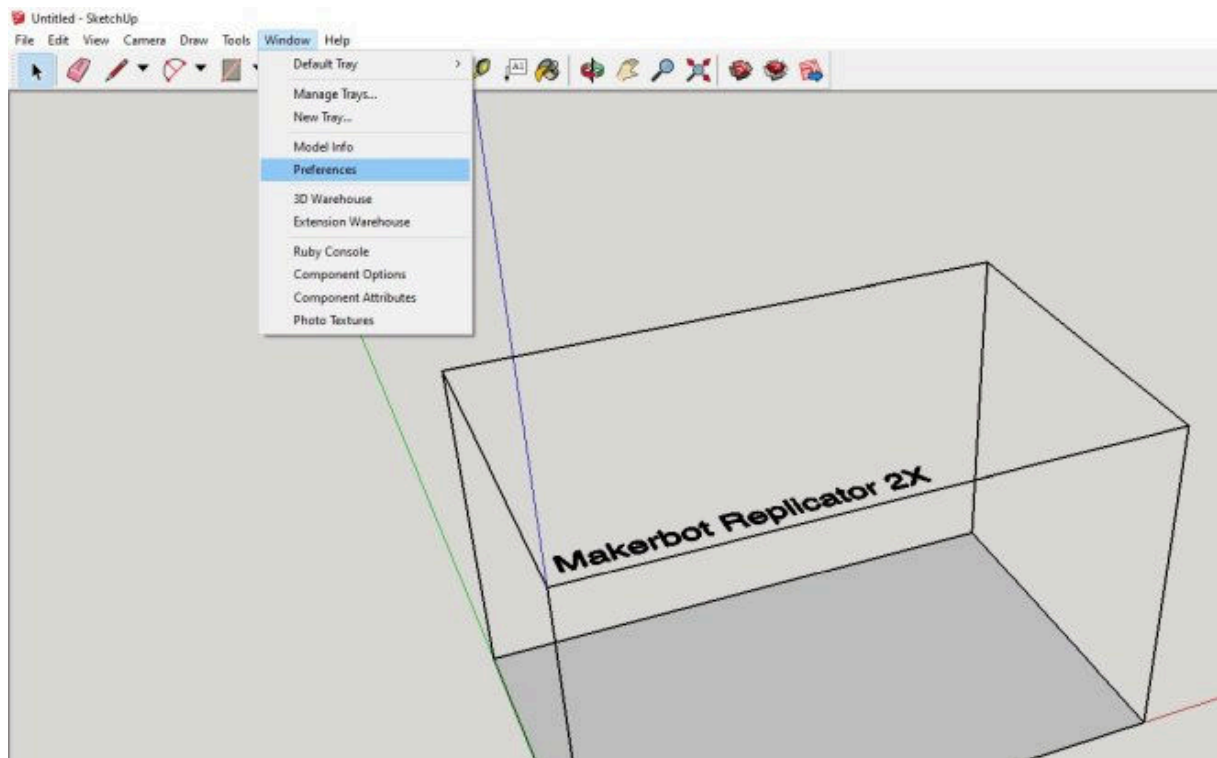 Untitled - SketchUp
File Edit View Camera Draw Tools Window Help
Default Tray
Manage Trays...
New Tray...
Model Info
Preferences
3D Warehouse
Extension Warehouse
Ruby Console
Component Options
Component Attributes
Photo Textures
A1
Makerbot Replicator 2X